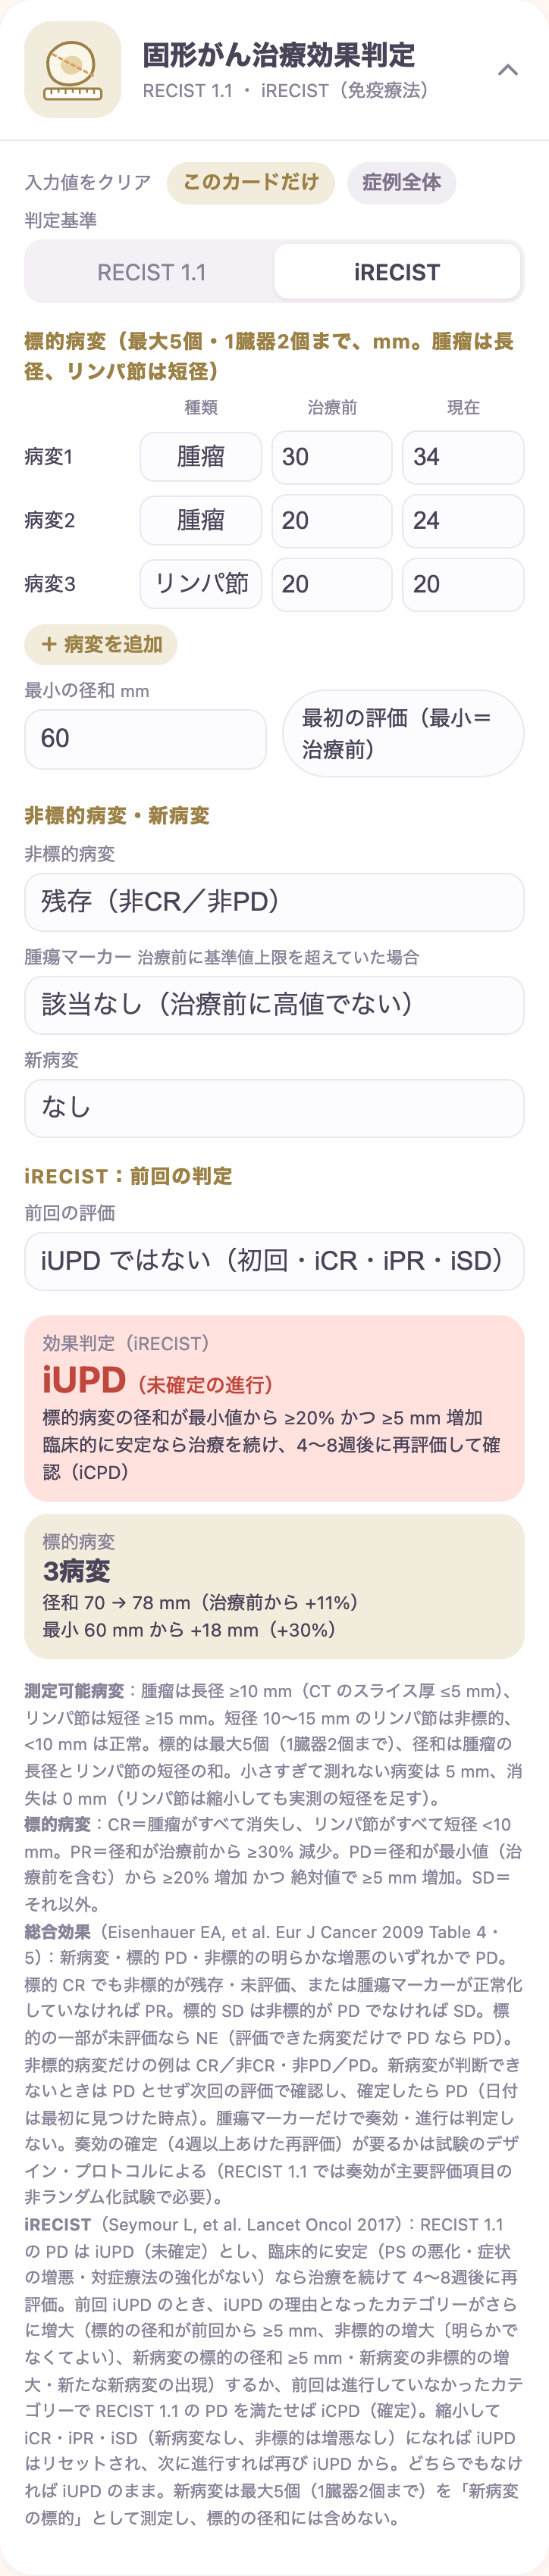 固形がん治療効果判定
RECIST 1.1 ・ iRECIST（免疫療法）
入力値をクリア このカードだけ 症例全体
判定基準
RECIST 1.1 iRECIST
標的病変（最大5個・1臓器2個まで、mm。腫瘤は長
径、リンパ節は短径）
種類 治療前 現在
病変1 腫瘤 30 34
病変2 腫瘤 20 24
病変3 リンパ節 20 20
＋ 病変を追加
最小の径和 mm
60
最初の評価（最小＝
治療前）
非標的病変・新病変
非標的病変
残存（非CR／非PD）
腫瘍マーカー 治療前に基準値上限を超えていた場合
該当なし（治療前に高値でない）
新病変
なし
iRECIST：前回の判定
前回の評価
iUPD ではない（初回・iCR・iPR・iSD）
効果判定（iRECIST）
iUPD（未確定の進行）
標的病変の径和が最小値から ≥20% かつ ≥5 mm 増加
臨床的に安定なら治療を続け、4〜8週後に再評価して確
認（iCPD）
標的病変
3病変
径和 70 → 78 mm（治療前から +11%）
最小 60 mm から +18 mm（+30%）
測定可能病変：腫瘤は長径 ≥10 mm（CT のスライス厚 ≤5 mm）、
リンパ節は短径 ≥15 mm。短径 10〜15 mm のリンパ節は非標的、
<10 mm は正常。標的は最大5個（1臓器2個まで）、径和は腫瘤の
長径とリンパ節の短径の和。小さすぎて測れない病変は 5 mm、消
失は 0 mm（リンパ節は縮小しても実測の短径を足す）。
標的病変：CR＝腫瘤がすべて消失し、リンパ節がすべて短径 <10
mm。PR＝径和が治療前から ≥30% 減少。PD＝径和が最小値（治
療前を含む）から ≥20% 増加 かつ 絶対値で ≥5 mm 増加。SD＝
それ以外。
総合効果（Eisenhauer EA, et al. Eur J Cancer 2009 Table 4・
5）：新病変・標的 PD・非標的の明らかな増悪のいずれかで PD。
標的 CR でも非標的が残存・未評価、または腫瘍マーカーが正常化
していなければ PR。標的 SD は非標的が PD でなければ SD。標
的の一部が未評価なら NE（評価できた病変だけで PD なら PD）。
非標的病変だけの例は CR／非CR・非PD／PD。新病変が判断でき
ないときは PD とせず次回の評価で確認し、確定したら PD（日付
は最初に見つけた時点）。腫瘍マーカーだけで奏効・進行は判定し
ない。奏効の確定（4週以上あけた再評価）が要るかは試験のデザ
イン・プロトコルによる（RECIST 1.1 では奏効が主要評価項目の
非ランダム化試験で必要）。
iRECIST（Seymour L, et al. Lancet Oncol 2017）：RECIST 1.1
の PD は iUPD（未確定）とし、臨床的に安定（PS の悪化・症状
の増悪・対症療法の強化がない）なら治療を続けて 4〜8週後に再
評価。前回 iUPD のとき、iUPD の理由となったカテゴリーがさら
に増大（標的の径和が前回から ≥5 mm、非標的の増大〔明らかで
なくてよい〕、新病変の標的の径和 ≥5 mm・新病変の非標的の増
大・新たな新病変の出現）するか、前回は進行していなかったカテ
ゴリーで RECIST 1.1 の PD を満たせば iCPD（確定）。縮小して
iCR・iPR・iSD（新病変なし、非標的は増悪なし）になれば iUPD
はリセットされ、次に進行すれば再び iUPD から。どちらでもなけ
れば iUPD のまま。新病変は最大5個（1臓器2個まで）を「新病変
の標的」として測定し、標的の径和には含めない。